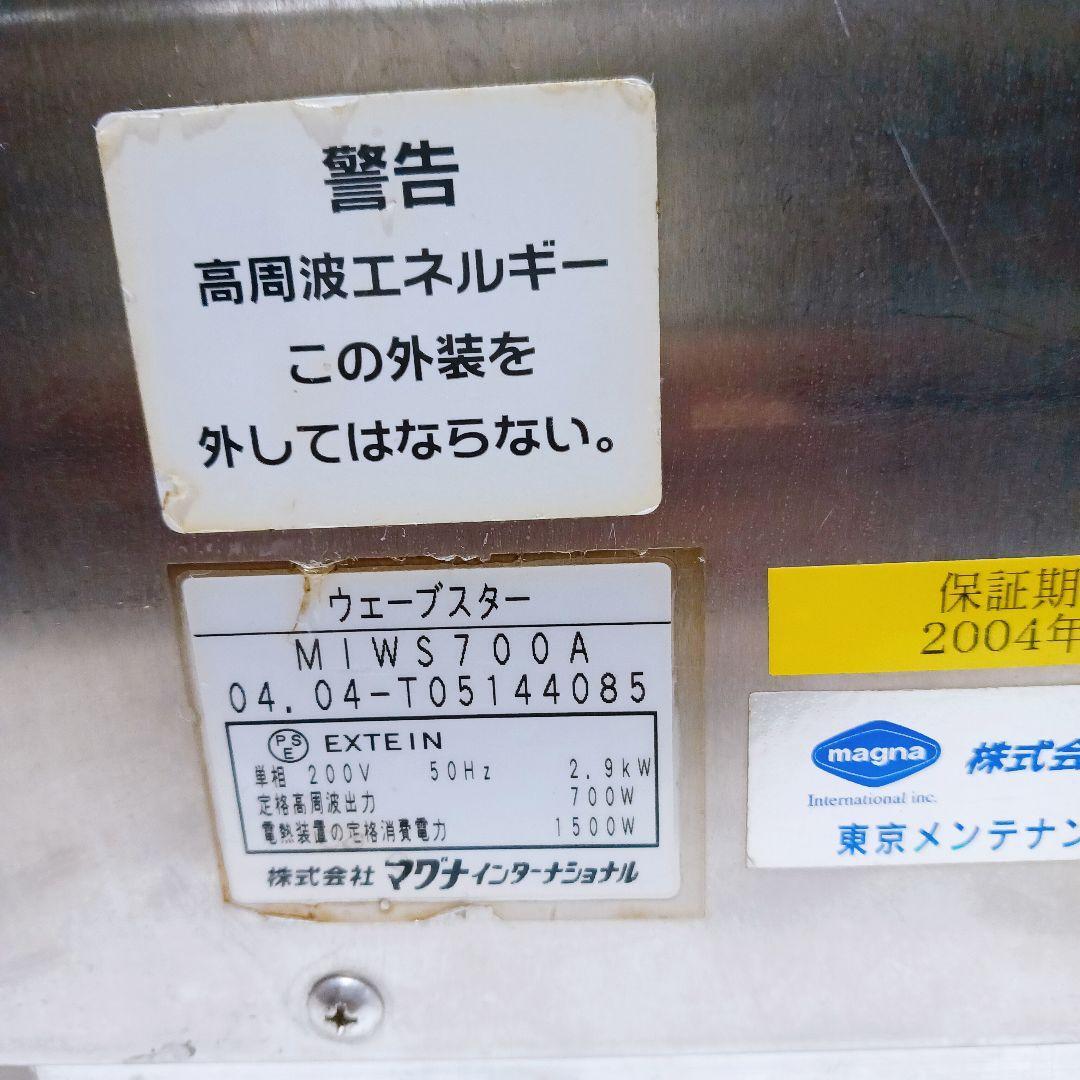 警告
高周波エネルギー
この外装を
外してはならない。
ウェーブスター
MIWS700A
04.04-T05144085
PSE EXTEIN
単相 200V 50Hz 2.9kW
定格高周波出力 700W
電熱装置の定格消費電力 1500W
株式会社 マグナインターナショナル
保証期
2004年
magna 株式会
International inc.
東京メンテナン